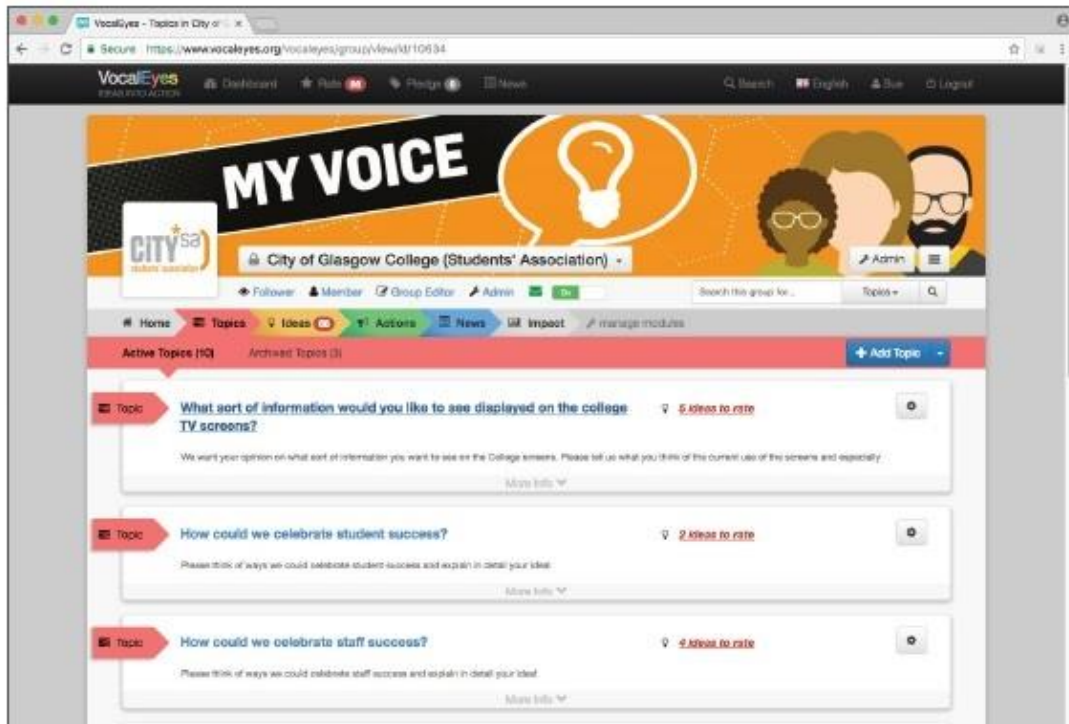 VocalEyes - Topics in City of
Secure https://www.vocaleyes.org/vocaleyes/group/view/id/10634
VocalEyes
IDEAS INTO ACTION
Dashboard Rate Pledge News Search English Sue Logout
MY VOICE
CiTY*sa
students' association
City of Glasgow College (Students' Association)
Admin
Follower Member Group Editor Admin On Search this group for... Topics
Home Topics Ideas Actions News Impact manage modules
Active Topics (10) Archived Topics (3) + Add Topic
Topic What sort of information would you like to see displayed on the college 5 ideas to rate
TV screens?
We want your opinion on what sort of information you want to see on the College screens. Please tell us what you think of the current use of the screens and especially
More Info
Topic How could we celebrate student success? 2 ideas to rate
Please think of ways we could celebrate student success and explain in detail your idea!
More Info
Topic How could we celebrate staff success? 4 ideas to rate
Please think of ways we could celebrate staff success and explain in detail your idea!
More Info